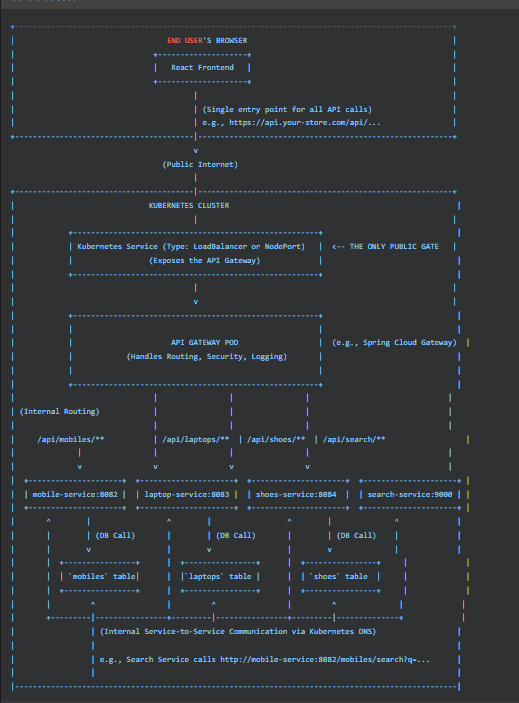 END USER'S BROWSER
React Frontend
(Single entry point for all API calls)
e.g., https://api.your-store.com/api/...
v
(Public Internet)
KUBERNETES CLUSTER
Kubernetes Service (Type: LoadBalancer or NodePort) <-- THE ONLY PUBLIC GATE
(Exposes the API Gateway)
v
API GATEWAY POD (e.g., Spring Cloud Gateway)
(Handles Routing, Security, Logging)
(Internal Routing)
/api/mobiles/** /api/laptops/** /api/shoes/** /api/search/**
v v v v
mobile-service:8082 laptop-service:8083 shoes-service:8084 search-service:9000
^ ^ ^ ^
(DB Call) (DB Call) (DB Call)
v v v
`mobiles` table `laptops` table `shoes` table
^ ^ ^
(Internal Service-to-Service Communication via Kubernetes DNS)
e.g., Search Service calls http://mobile-service:8082/mobiles/search?q=...